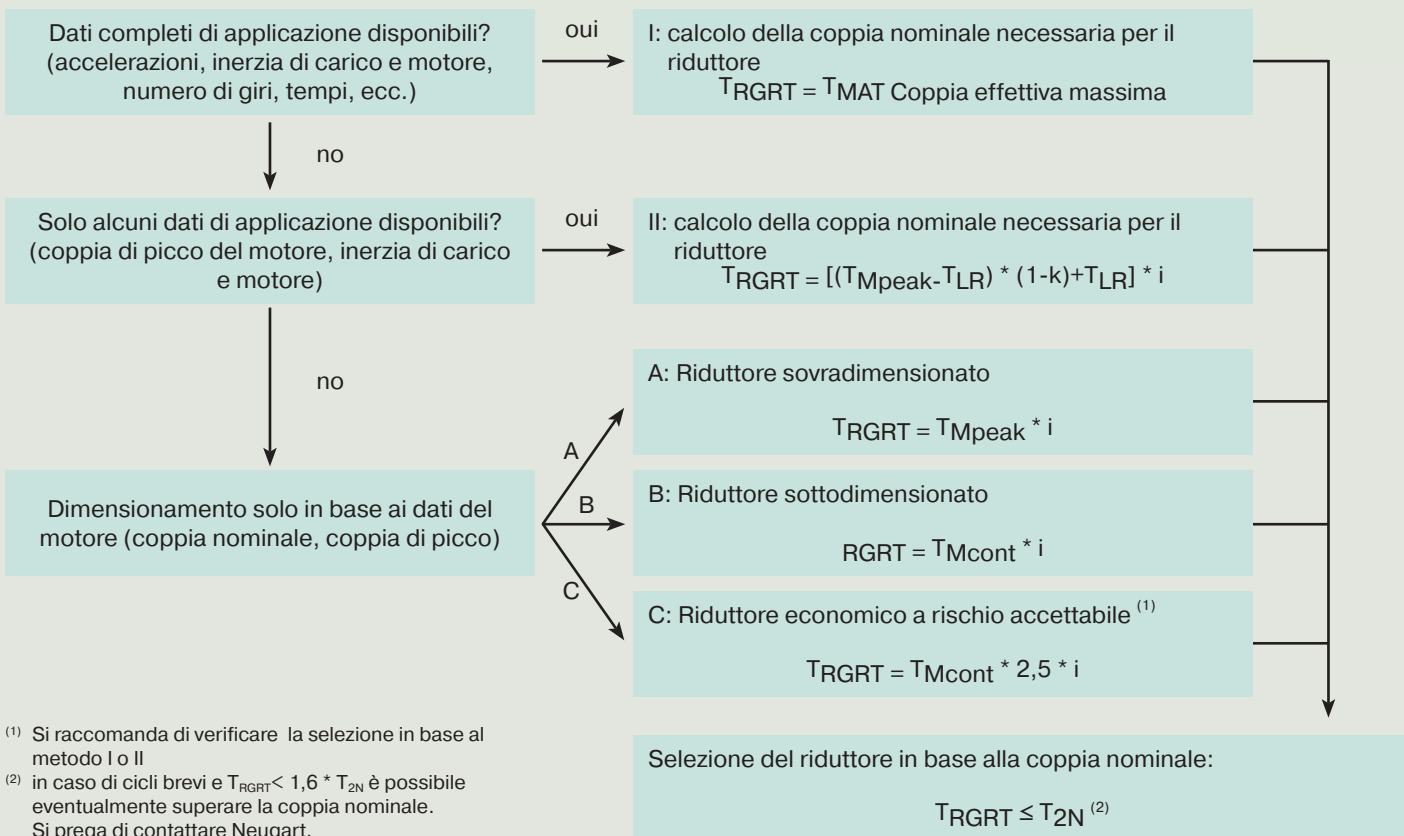 Dati completi di applicazione disponibili?
(accelerazioni, inerzia di carico e motore,
numero di giri, tempi, ecc.)
oui
I: calcolo della coppia nominale necessaria per il
riduttore
TRGRT = TMAT Coppia effettiva massima
no
Solo alcuni dati di applicazione disponibili?
(coppia di picco del motore, inerzia di carico
e motore)
oui
II: calcolo della coppia nominale necessaria per il
riduttore
TRGRT = [(TMpeak-TLR) * (1-k)+TLR] * i
no
Dimensionamento solo in base ai dati del
motore (coppia nominale, coppia di picco)
A
A: Riduttore sovradimensionato
TRGRT = TMpeak * i
B
B: Riduttore sottodimensionato
RGRT = TMcont * i
C
C: Riduttore economico a rischio accettabile (1)
TRGRT = TMcont * 2,5 * i
Selezione del riduttore in base alla coppia nominale:
TRGRT ≤ T2N (2)
(1) Si raccomanda di verificare la selezione in base al
metodo I o II
(2) in caso di cicli brevi e TRGRT< 1,6 * T2N è possibile
eventualmente superare la coppia nominale.
Si prega di contattare Neugart.